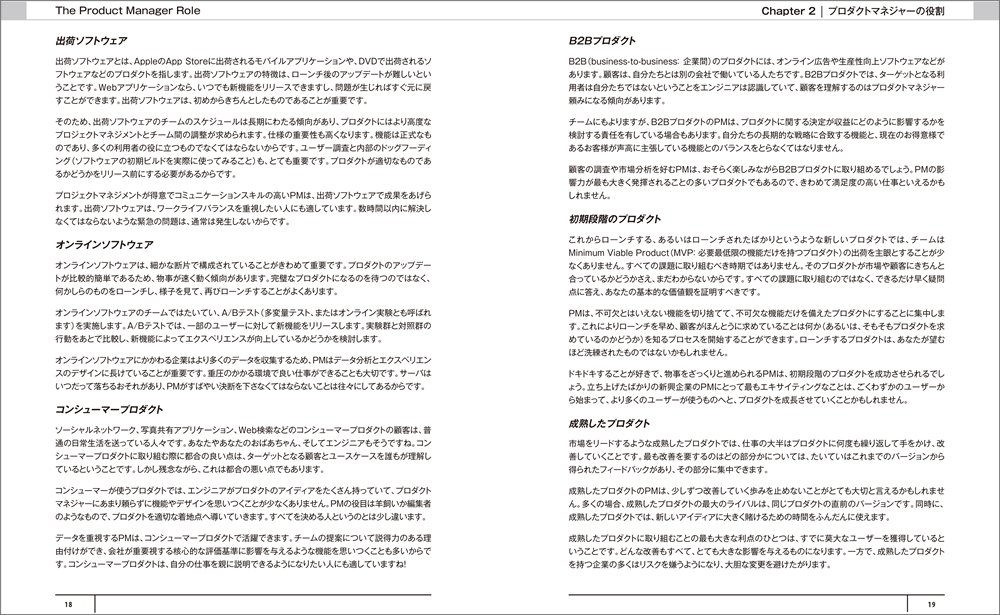 The Product Manager Role
出荷ソフトウェア
出荷ソフトウェアとは、AppleのApp Storeに出荷されるモバイルアプリケーションや、DVDで出荷されるソ
フトウェアなどのプロダクトを指します。出荷ソフトウェアの特徴は、ローンチ後のアップデートが難しいとい
うことです。Webアプリケーションなら、いつでも新機能をリリースできますし、問題が生じればすぐ元に戻
すことができます。出荷ソフトウェアは、初めからきちんとしたものであることが重要です。
そのため、出荷ソフトウェアのチームのスケジュールは長期にわたる傾向があり、プロダクトにはより高度な
プロジェクトマネジメントとチーム間の調整が求められます。仕様の重要性も高くなります。機能は正式なも
のであり、多くの利用者の役に立つものでなくてはならないからです。ユーザー調査と内部のドッグフーディ
ング（ソフトウェアの初期ビルドを実際に使ってみること）も、とても重要です。プロダクトが適切なものであ
るかどうかをリリース前にする必要があるからです。
プロジェクトマネジメントが得意でコミュニケーションスキルの高いPMは、出荷ソフトウェアで成果をあげら
れます。出荷ソフトウェアは、ワークライフバランスを重視したい人にも適しています。数時間以内に解決し
なくてはならないような緊急の問題は、通常は発生しないからです。
オンラインソフトウェア
オンラインソフトウェアは、細かな断片で構成されていることがきわめて重要です。プロダクトのアップデー
トが比較的簡単であるため、物事が速く動く傾向があります。完璧なプロダクトになるのを待つのではなく、
何かしらのものをローンチし、様子を見て、再びローンチすることがよくあります。
オンラインソフトウェアのチームではたいてい、A/Bテスト（多変量テスト、またはオンライン実験とも呼ばれ
ます）を実施します。A/Bテストでは、一部のユーザーに対して新機能をリリースします。実験群と対照群の
行動をあとで比較し、新機能によってエクスペリエンスが向上しているかどうかを検討します。
オンラインソフトウェアにかかわる企業はより多くのデータを収集するため、PMはデータ分析とエクスペリエン
スのデザインに長けていることが重要です。重圧のかかる環境で良い仕事ができることも大切です。サーバは
いつだって落ちるおそれがあり、PMがすばやい決断を下さなくてはならないことは往々にしてあるからです。
コンシューマープロダクト
ソーシャルネットワーク、写真共有アプリケーション、Web検索などのコンシューマープロダクトの顧客は、普
通の日常生活を送っている人々です。あなたやあなたのおばあちゃん、そしてエンジニアもそうですね。コン
シューマープロダクトに取り組む際に都合の良い点は、ターゲットとなる顧客とユースケースを誰もが理解し
ているということです。しかし残念ながら、これは都合の悪い点でもあります。
コンシューマーが使うプロダクトでは、エンジニアがプロダクトのアイディアをたくさん持っていて、プロダクト
マネジャーにあまり頼らずに機能やデザインを思いつくことが少なくありません。PMの役目は羊飼いか編集者
のようなもので、プロダクトを適切な着地点へ導いていきます。すべてを決める人というのとは少し違います。
データを重視するPMは、コンシューマープロダクトで活躍できます。チームの提案について説得力のある理
由付けができ、会社が重要視する核心的な評価基準に影響を与えるような機能を思いつくことも多いからで
す。コンシューマープロダクトは、自分の仕事を親に説明できるようになりたい人にも適していますね！
18
Chapter 2 | プロダクトマネジャーの役割
B2Bプロダクト
B2B（business-to-business: 企業間）のプロダクトには、オンライン広告や生産性向上ソフトウェアなどが
あります。顧客は、自分たちとは別の会社で働いている人たちです。B2Bプロダクトでは、ターゲットとなる利
用者は自分たちではないということをエンジニアは認識していて、顧客を理解するのはプロダクトマネジャー
頼みになる傾向があります。
チームにもよりますが、B2BプロダクトのPMは、プロダクトに関する決定が収益にどのように影響するかを
検討する責任を有している場合もあります。自分たちの長期的な戦略に合致する機能と、現在のお得意様で
あるお客様が声高に主張している機能とのバランスをとらなくてはなりません。
顧客の調査や市場分析を好むPMは、おそらく楽しみながらB2Bプロダクトに取り組めるでしょう。PMの影
響力が最も大きく発揮されることの多いプロダクトでもあるので、きわめて満足度の高い仕事といえるかも
しれません。
初期段階のプロダクト
これからローンチする、あるいはローンチされたばかりというような新しいプロダクトでは、チームは
Minimum Viable Product（MVP: 必要最低限の機能だけを持つプロダクト）の出荷を主眼とすることが少
なくありません。すべての課題に取り組むべき時期ではありません。そのプロダクトが市場や顧客にきちんと
合っているかどうかさえ、まだわからないからです。すべての課題に取り組むのではなく、できるだけ早く疑問
点に答え、あなたの基本的な価値観を証明すべきです。
PMは、不可欠とはいえない機能を切り捨てて、不可欠な機能だけを備えたプロダクトにすることに集中しま
す。これによりローンチを早め、顧客がほんとうに求めていることは何か（あるいは、そもそもプロダクトを求
めているのかどうか）を知るプロセスを開始することができます。ローンチするプロダクトは、あなたが望む
ほど洗練されたものではないかもしれません。
ドキドキすることが好きで、物事をざっくりと進められるPMは、初期段階のプロダクトを成功させられるでし
ょう。立ち上げたばかりの新興企業のPMにとって最もエキサイティングなことは、ごくわずかのユーザーから
始まって、より多くのユーザーが使うものへと、プロダクトを成長させていくことかもしれません。
成熟したプロダクト
市場をリードするような成熟したプロダクトでは、仕事の大半はプロダクトに何度も繰り返して手をかけ、改
善していくことです。最も改善を要するのはどの部分かについては、たいていはこれまでのバージョンから
得られたフィードバックがあり、その部分に集中できます。
成熟したプロダクトのPMは、少しずつ改善していく歩みを止めないことがとても大切と言えるかもしれませ
ん。多くの場合、成熟したプロダクトの最大のライバルは、同じプロダクトの直前のバージョンです。同時に、
成熟したプロダクトでは、新しいアイディアに大きく賭けるための時間をふんだんに使えます。
成熟したプロダクトに取り組むことの最も大きな利点のひとつは、すでに莫大なユーザーを獲得していると
いうことです。どんな改善もすべて、とても大きな影響を与えるものになります。一方で、成熟したプロダクト
を持つ企業の多くはリスクを嫌うようになり、大胆な変更を避けたがります。
19